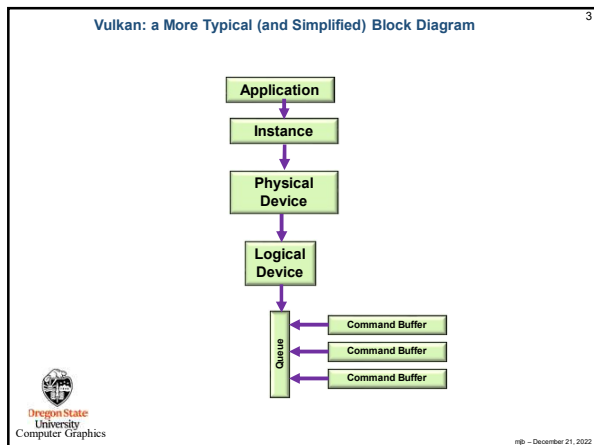 3
Vulkan: a More Typical (and Simplified) Block Diagram
Application
Instance
Physical
Device
Logical
Device
Queue
Command Buffer
Command Buffer
Command Buffer
Oregon State
University
Computer Graphics
mjb – December 21, 2022